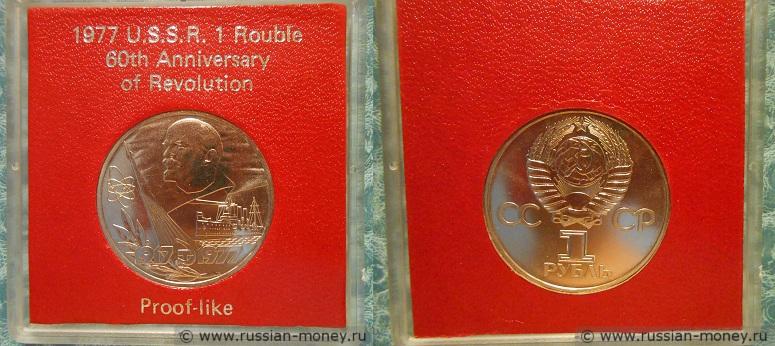 1977 U.S.S.R. 1 Rouble
60th Anniversary
of Revolution
1917-1977
Proof-like
© www.russian-money.ru
СС СР
1
РУБЛЬ
© www.russian-money.ru